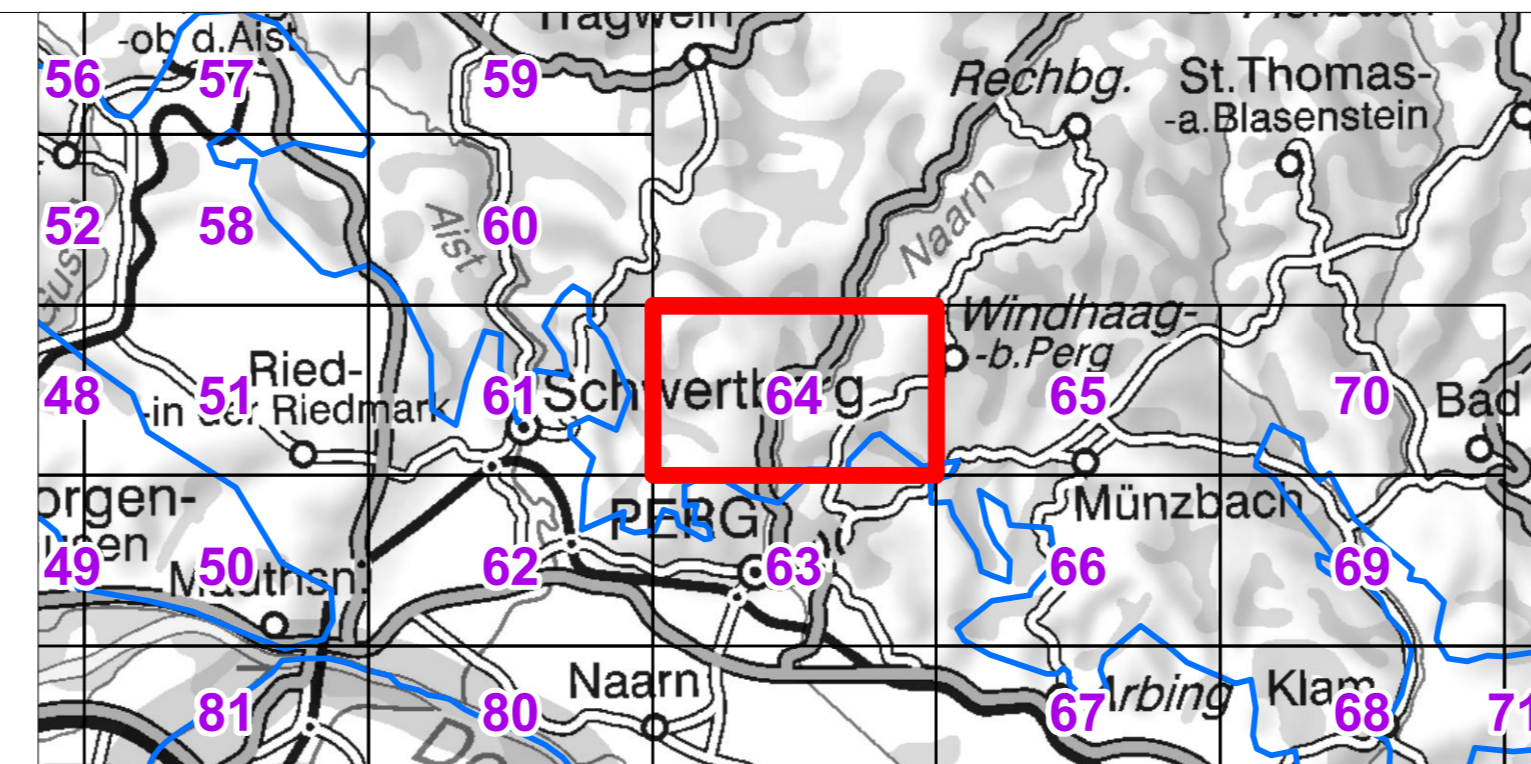 Tragwein
-ob d.Aist
56
57
59
Rechbg.
St.Thomas-
-a.Blasenstein
52
58
Aist
60
Naarn
Windhaag-
-b.Perg
Ried-
-in der Riedmark
48
51
61
Schwertberg
64
65
70
Bad
PERG
Münzbach
49
50
Mauthsn.
62
63
66
69
Naarn
Arbing
Klam
81
80
67
68
71